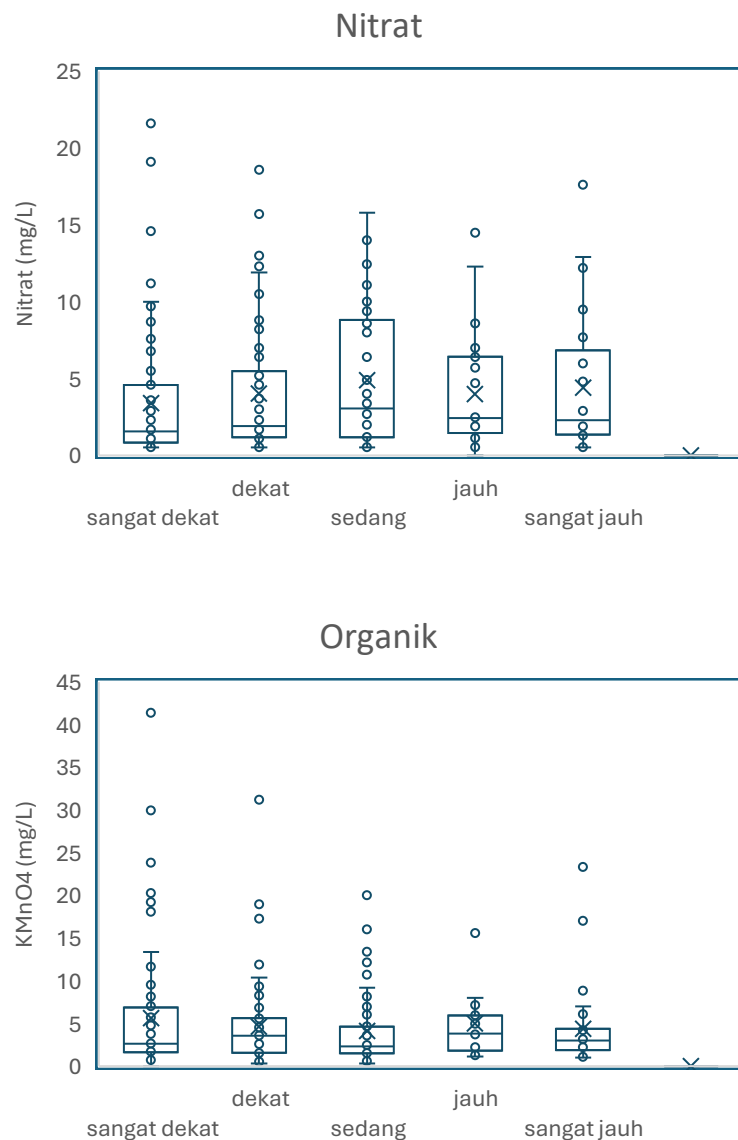 Nitrat
25
20
15
10
5
0
Nitrat (mg/L)
dekat
jauh
sangat dekat
sedang
sangat jauh
Organik
45
40
35
30
25
20
15
10
5
0
KMnO4 (mg/L)
dekat
jauh
sangat dekat
sedang
sangat jauh